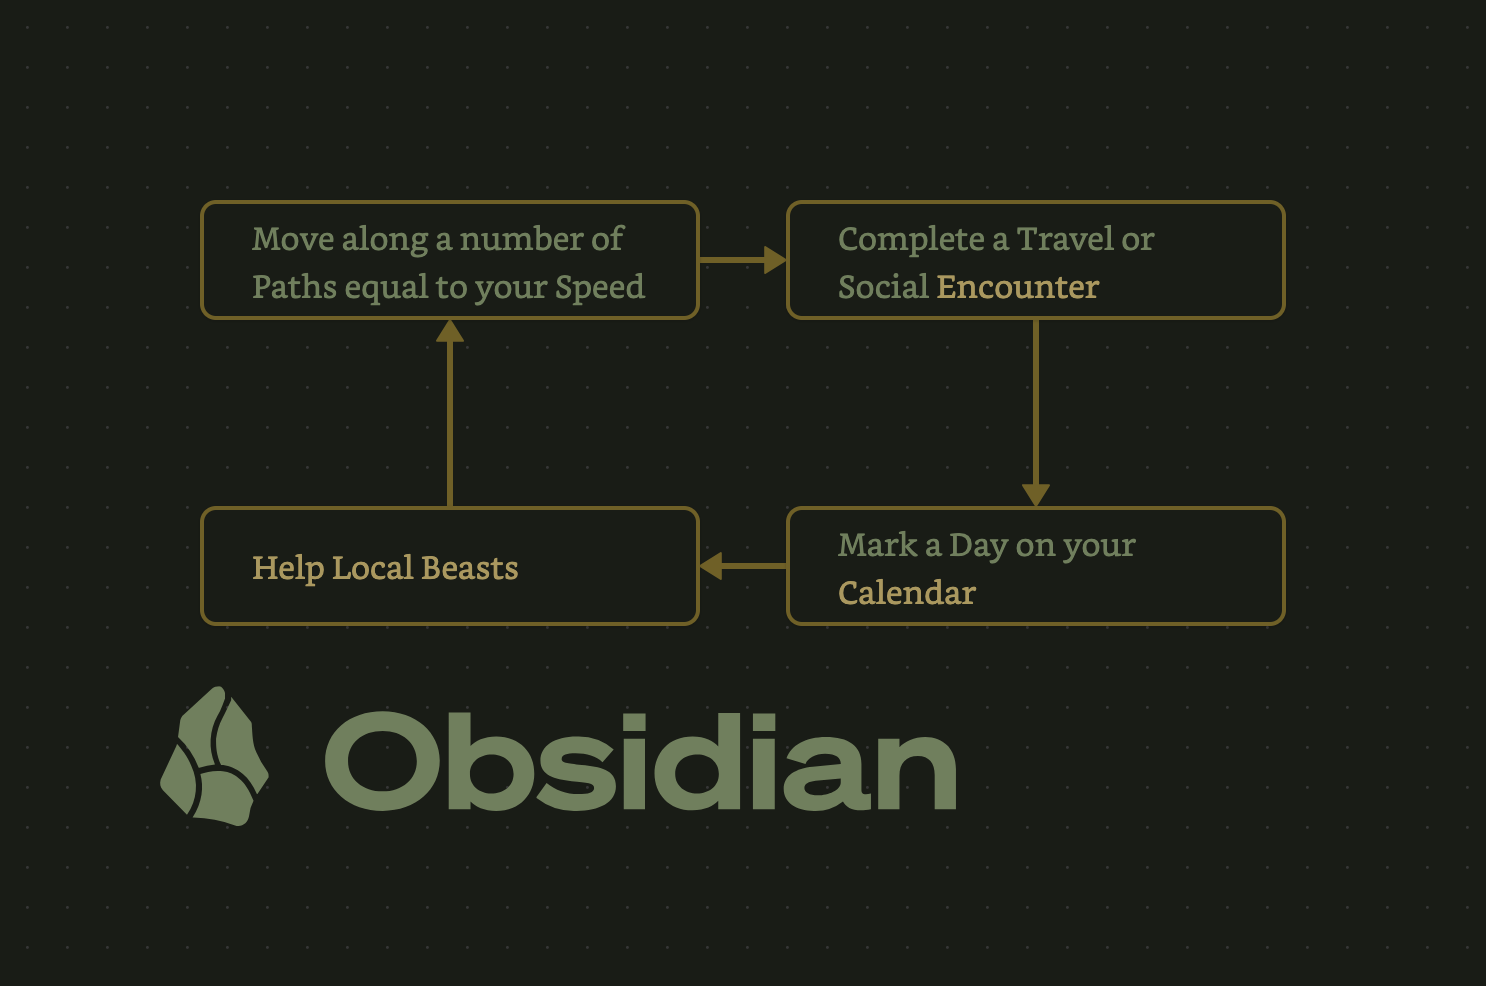 Move along a number of
Paths equal to your Speed
Complete a Travel or
Social Encounter
Mark a Day on your
Calendar
Help Local Beasts
Obsidian